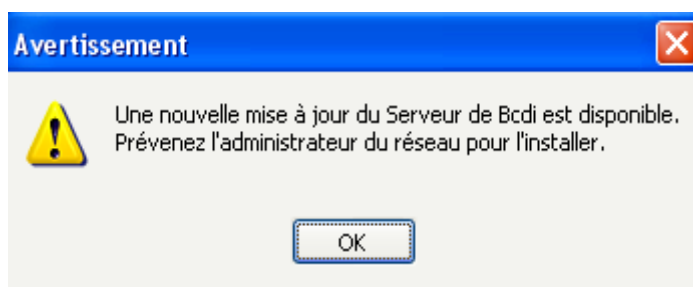 Avertissement
Une nouvelle mise à jour du Serveur de Bcdi est disponible.
Prévenez l'administrateur du réseau pour l'installer.
OK